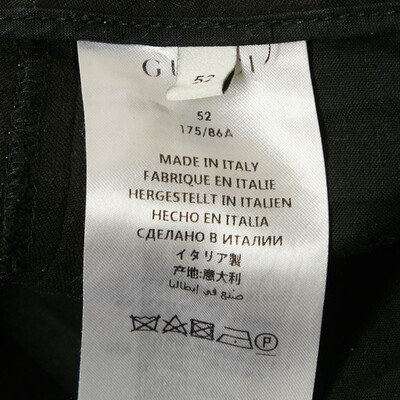 52
52
175/86A
MADE IN ITALY
FABRIQUE EN ITALIE
HERGESTELLT IN ITALIEN
HECHO EN ITALIA
СДЕЛАНО В ИТАЛИИ
イタリア製
产地:意大利
صنع في إيطاليا
P